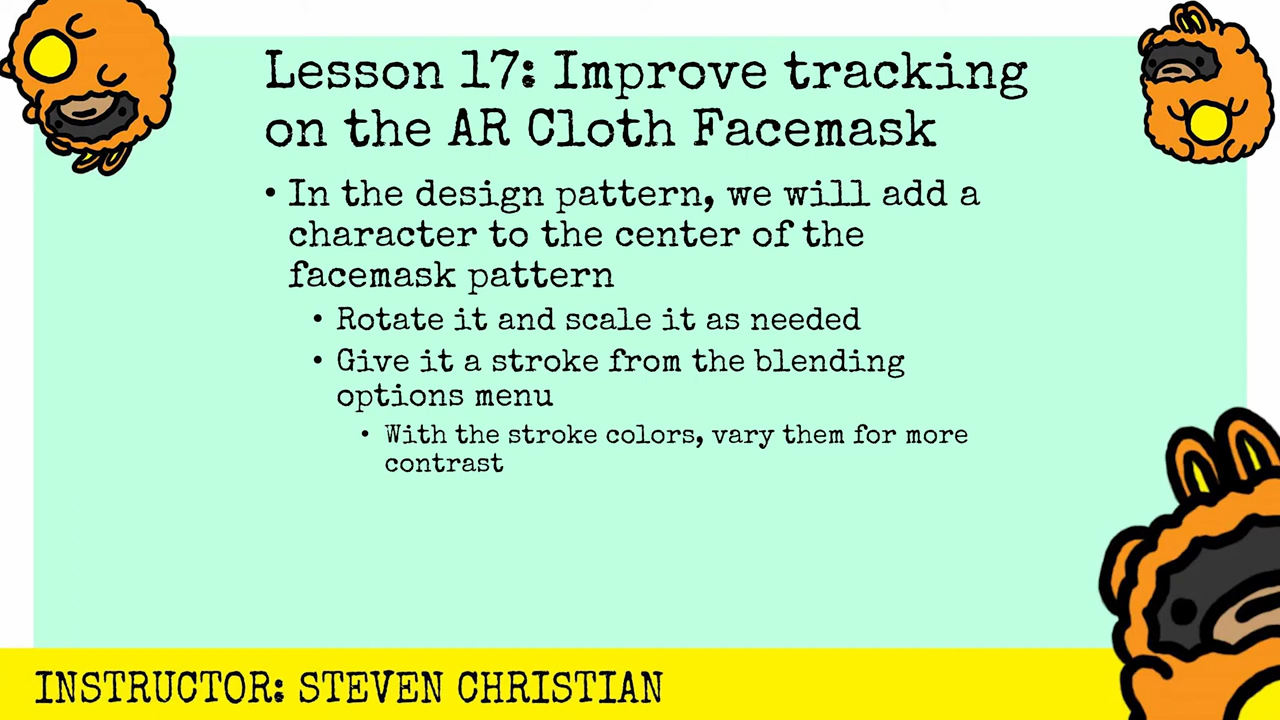 Lesson 17: Improve tracking
on the AR Cloth Facemask
• In the design pattern, we will add a
character to the center of the
facemask pattern
• Rotate it and scale it as needed
• Give it a stroke from the blending
options menu
• With the stroke colors, vary them for more
contrast
INSTRUCTOR: STEVEN CHRISTIAN